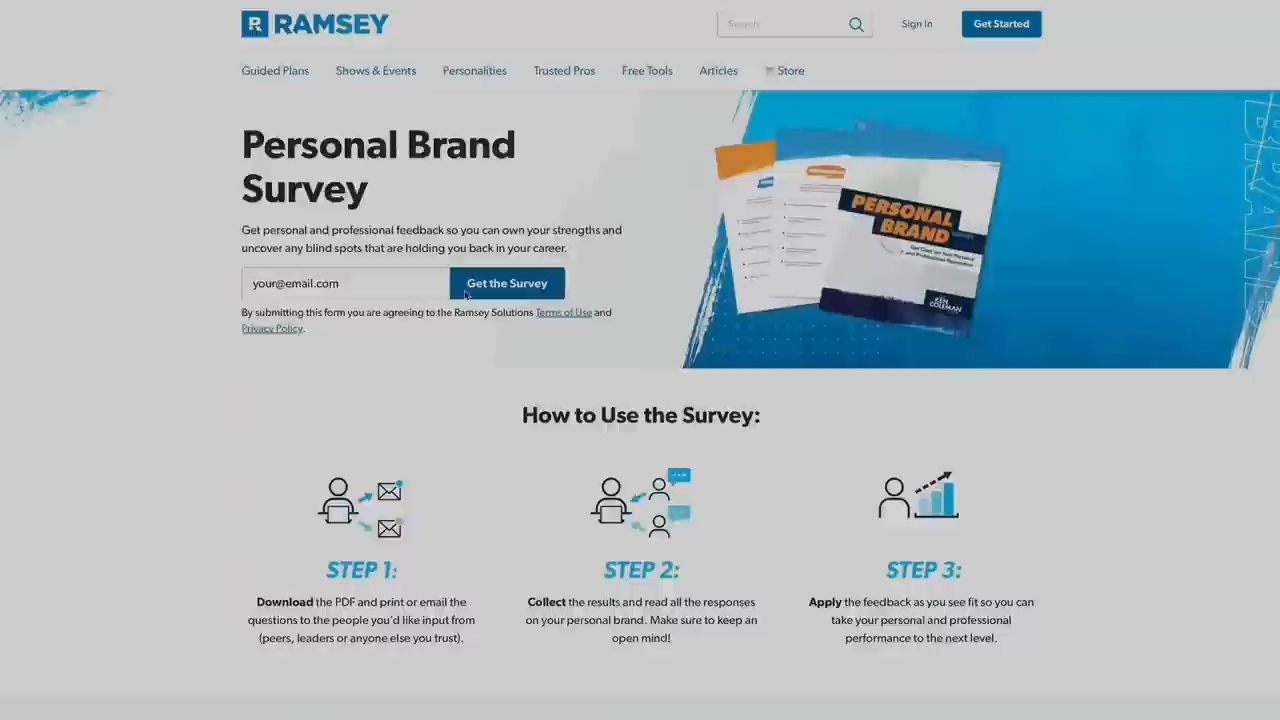 RAMSEY
Search
Sign In
Get Started
Guided Plans
Shows & Events
Personalities
Trusted Pros
Free Tools
Articles
Store
Personal Brand
Survey
Get personal and professional feedback so you can own your strengths and
uncover any blind spots that are holding you back in your career.
your@email.com
Get the Survey
By submitting this form you are agreeing to the Ramsey Solutions Terms of Use and
Privacy Policy.
PERSONAL
BRAND
KEN
COLEMAN
How to Use the Survey:
STEP 1:
Download the PDF and print or email the
questions to the people you'd like input from
(peers, leaders or anyone else you trust).
STEP 2:
Collect the results and read all the responses
on your personal brand. Make sure to keep an
open mind!
STEP 3:
Apply the feedback as you see fit so you can
take your personal and professional
performance to the next level.